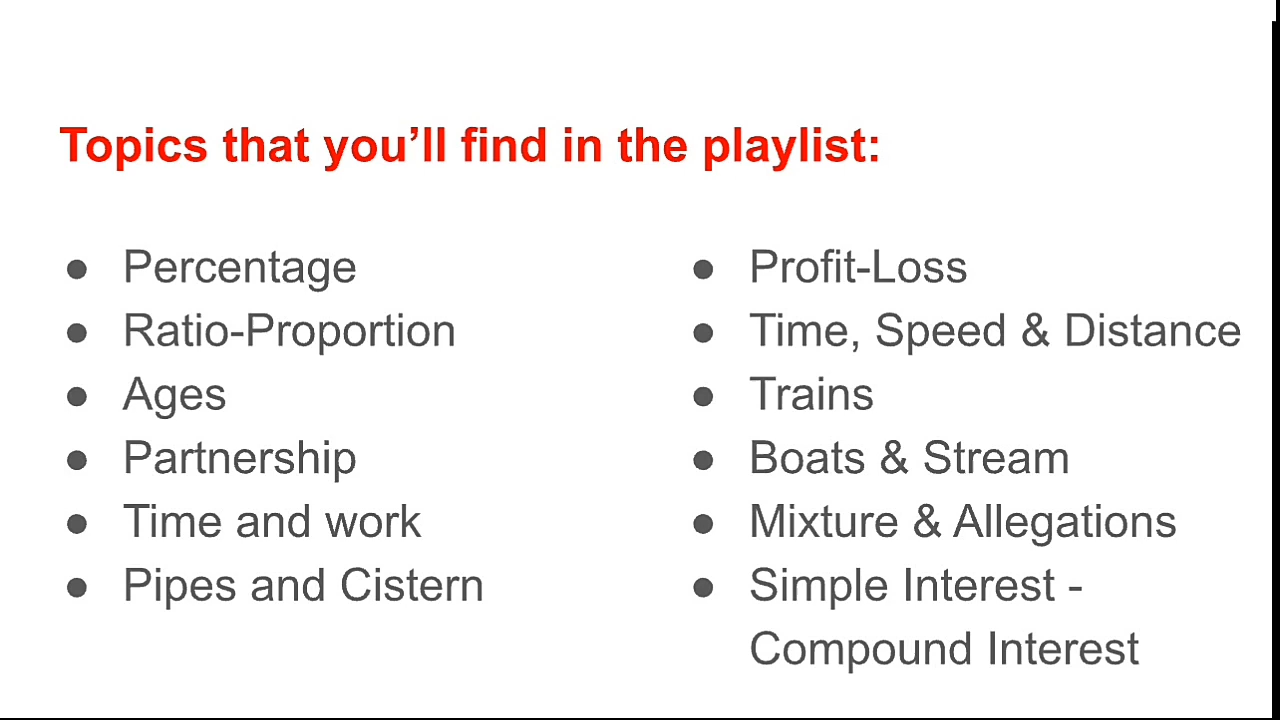 Topics that you’ll find in the playlist:
● Percentage
● Ratio-Proportion
● Ages
● Partnership
● Time and work
● Pipes and Cistern
● Profit-Loss
● Time, Speed & Distance
● Trains
● Boats & Stream
● Mixture & Allegations
● Simple Interest -
Compound Interest